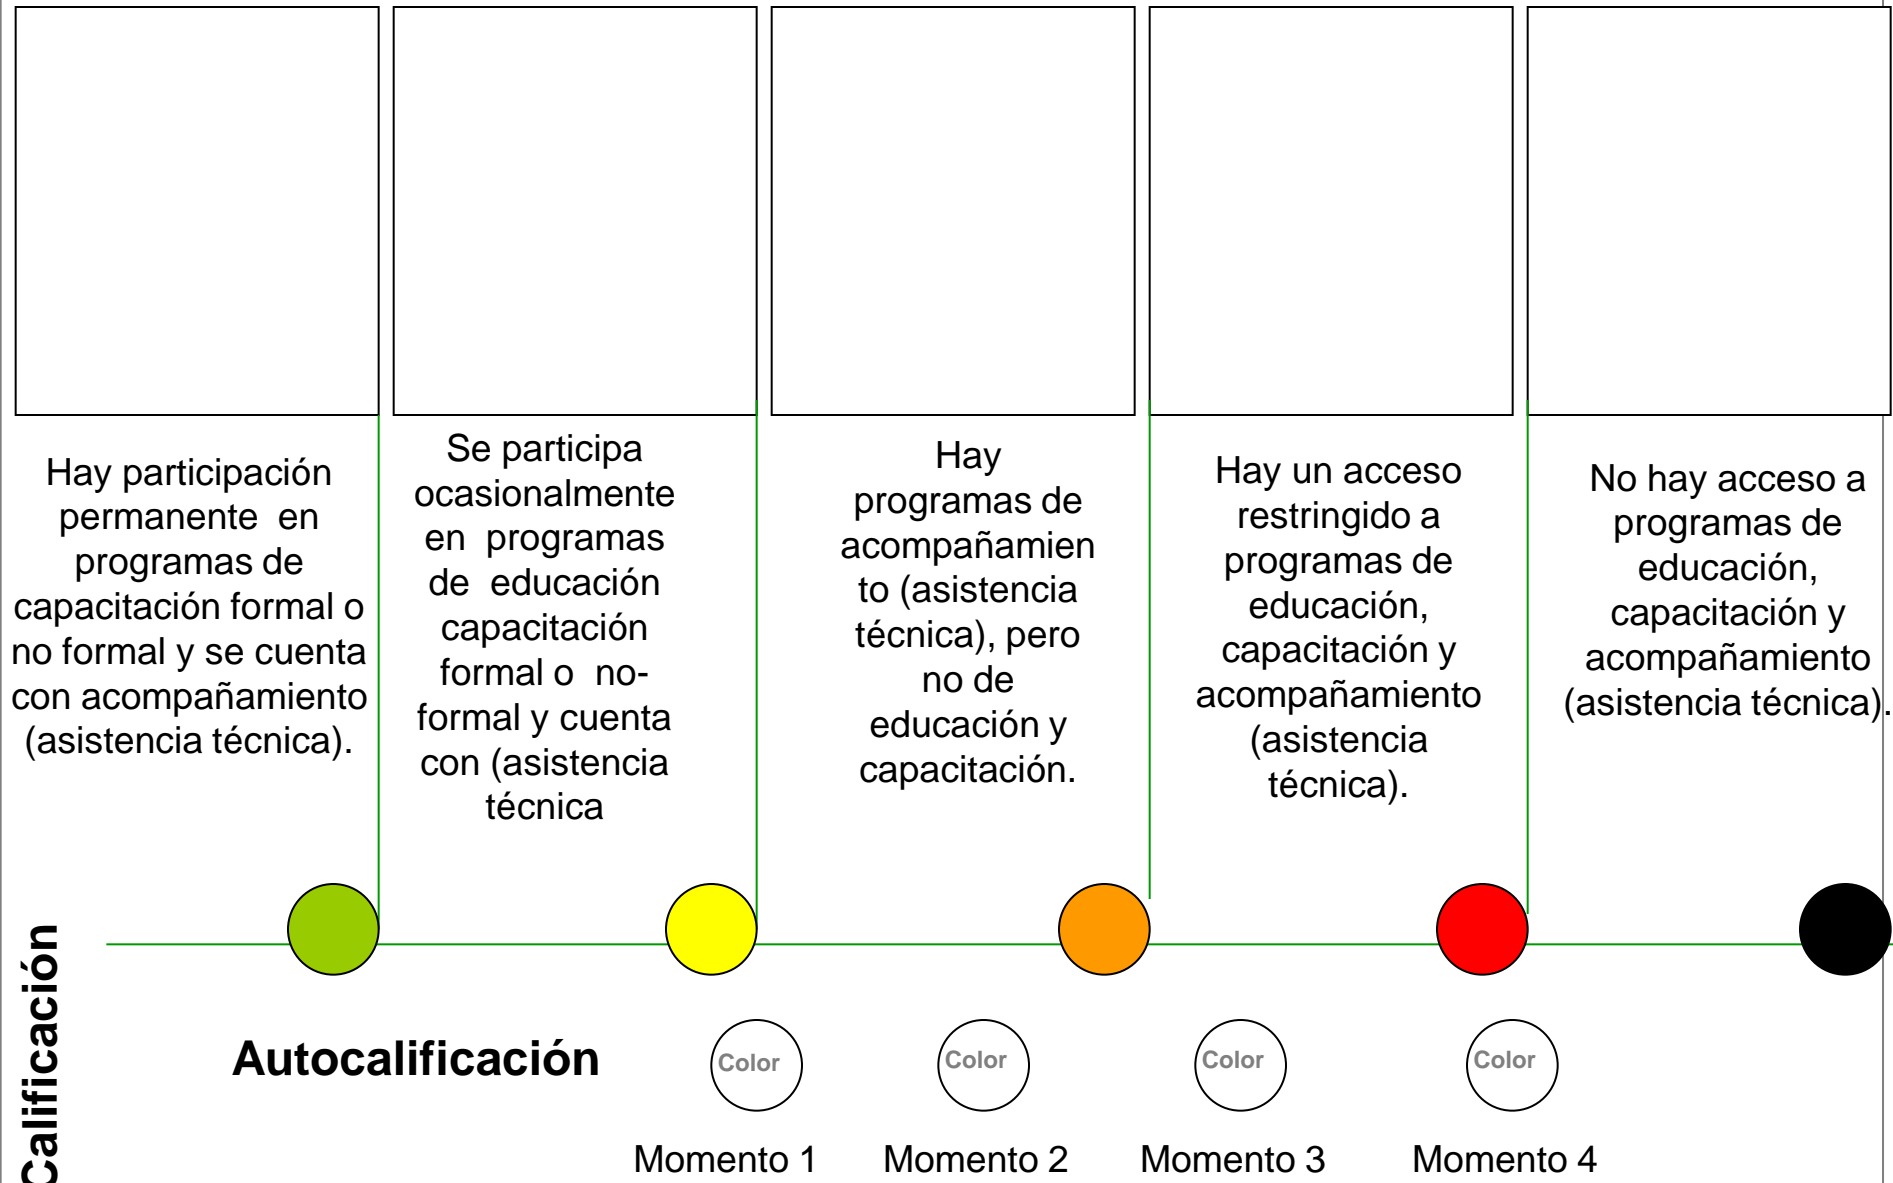 Hay participación
permanente en
programas de
capacitación formal o
no formal y se cuenta
con acompañamiento
(asistencia técnica).
Se participa
ocasionalmente
en programas
de educación
capacitación
formal o no-
formal y cuenta
con (asistencia
técnica
Hay
programas de
acompañamien
to (asistencia
técnica), pero
no de
educación y
capacitación.
Hay un acceso
restringido a
programas de
educación,
capacitación y
acompañamiento
(asistencia
técnica).
No hay acceso a
programas de
educación,
capacitación y
acompañamiento
(asistencia técnica).
Calificación
Autocalificación
Color
Color
Color
Color
Momento 1
Momento 2
Momento 3
Momento 4